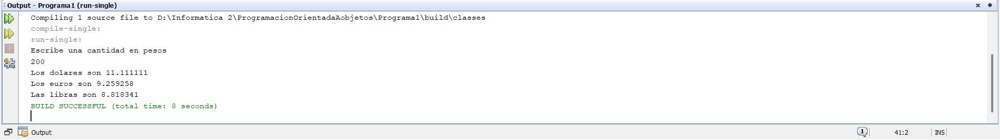 Output - Programa1 (run-single)
Compiling 1 source file to D:\Informatica 2\ProgramacionOrientadaAobjetos\Programa1\build\classes
compile-single:
run-single:
Escribe una cantidad en pesos
200
Los dolares son 11.111111
Los euros son 9.259258
Las libras son 8.818341
BUILD SUCCESSFUL (total time: 8 seconds)
Output
1
41:2
INS